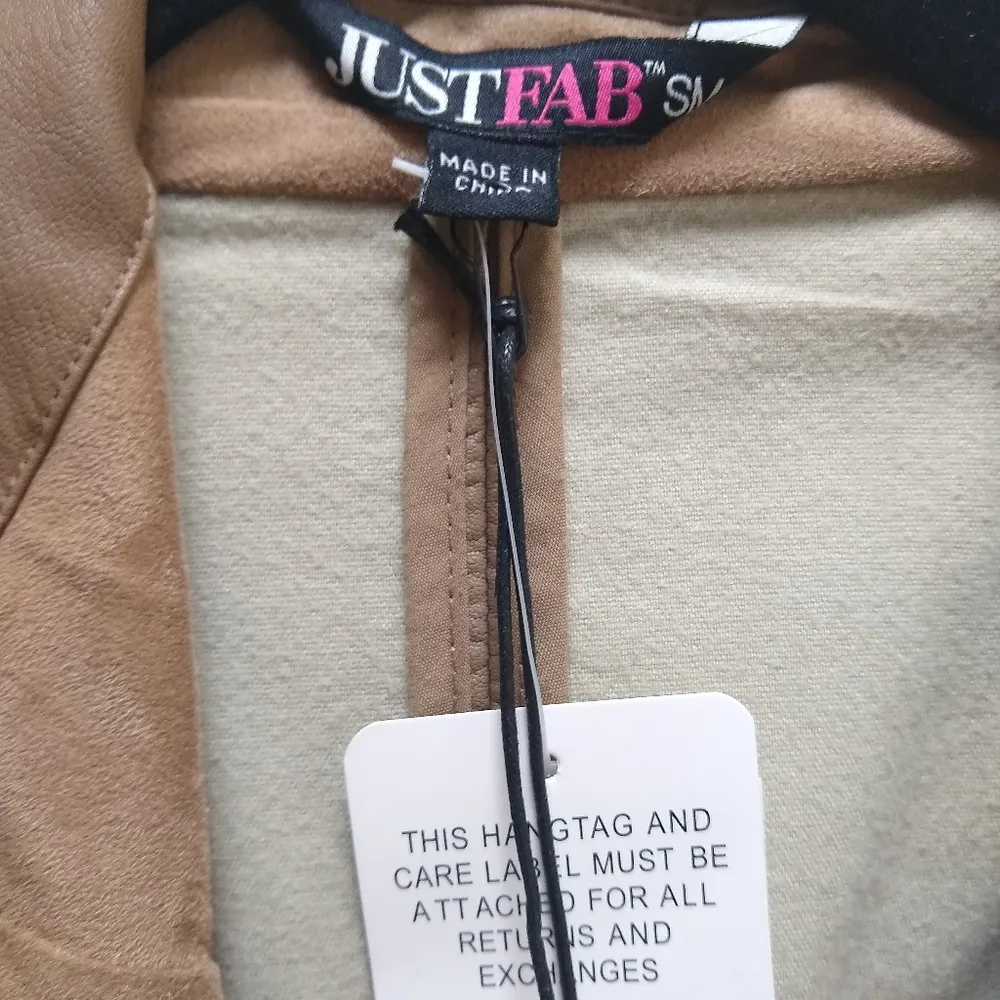 JUSTFAB™ SM
MADE IN
CHINA
THIS HANGTAG AND
CARE LABEL MUST BE
ATTACHED FOR ALL
RETURNS AND
EXCHANGES